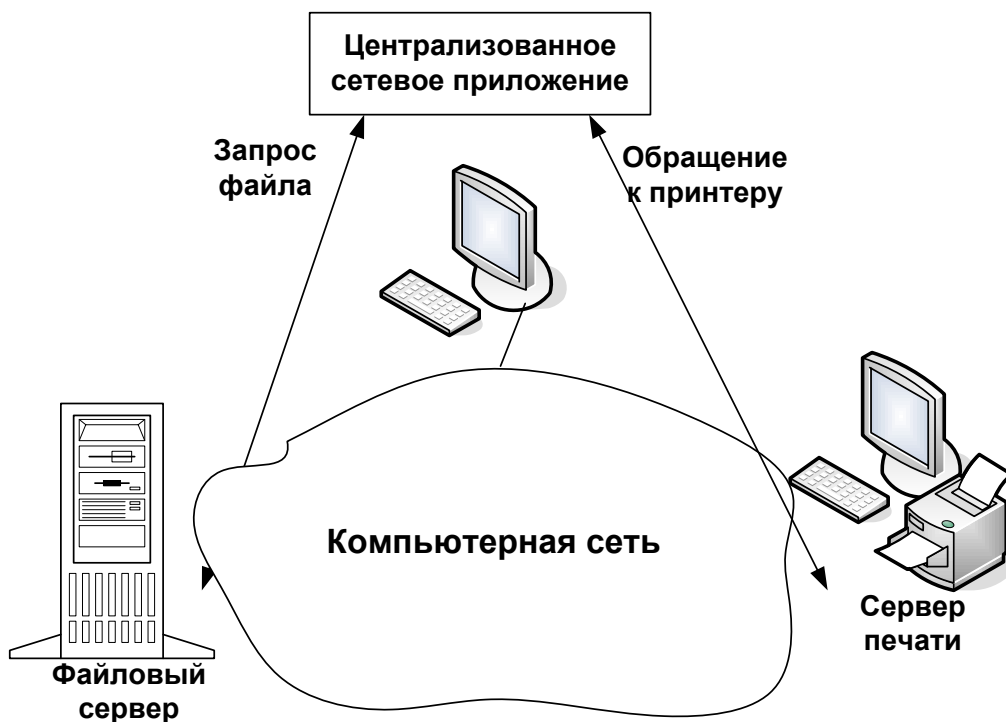 Централизованное
сетевое приложение
Запрос
файла
Обращение
к принтеру
Компьютерная сеть
Сервер
печати
Файловый
сервер